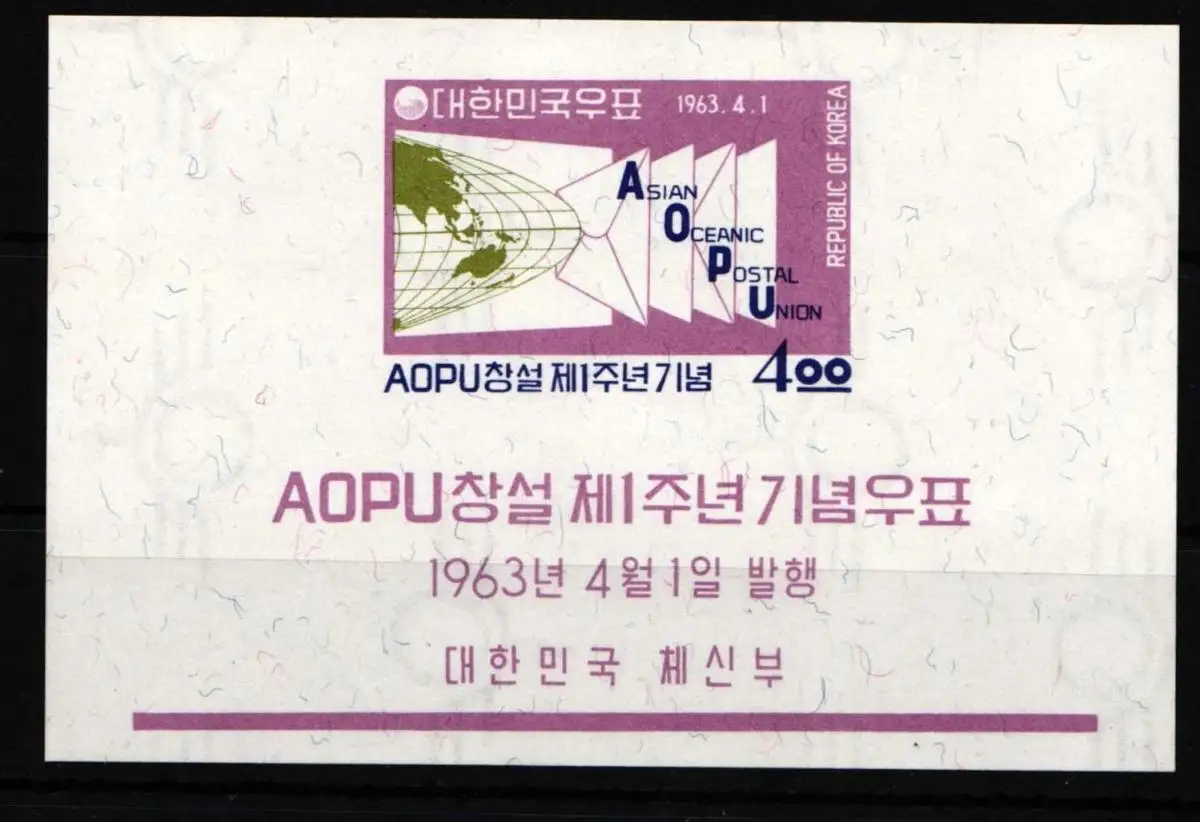 대한민국우표 1963.4.1
REPUBLIC OF KOREA
ASIAN
OCEANIC
POSTAL
UNION
AOPU창설 제1주년기념 400
AOPU창설 제1주년기념우표
1963년 4월 1일 발행
대한민국 체신부